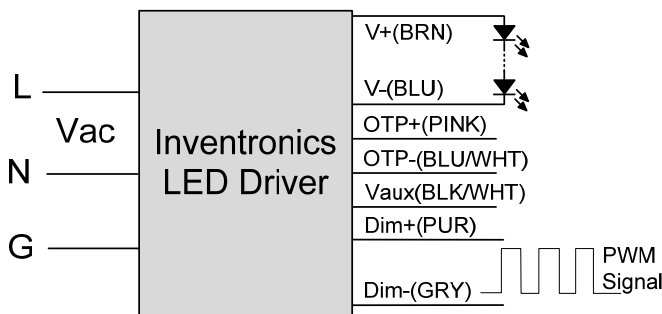 L
Vac
N
G
Inventronics
LED Driver
V+(BRN)
V-(BLU)
OTP+(PINK)
OTP-(BLU/WHT)
Vaux(BLK/WHT)
Dim+(PUR)
Dim-(GRY)
PWM
Signal